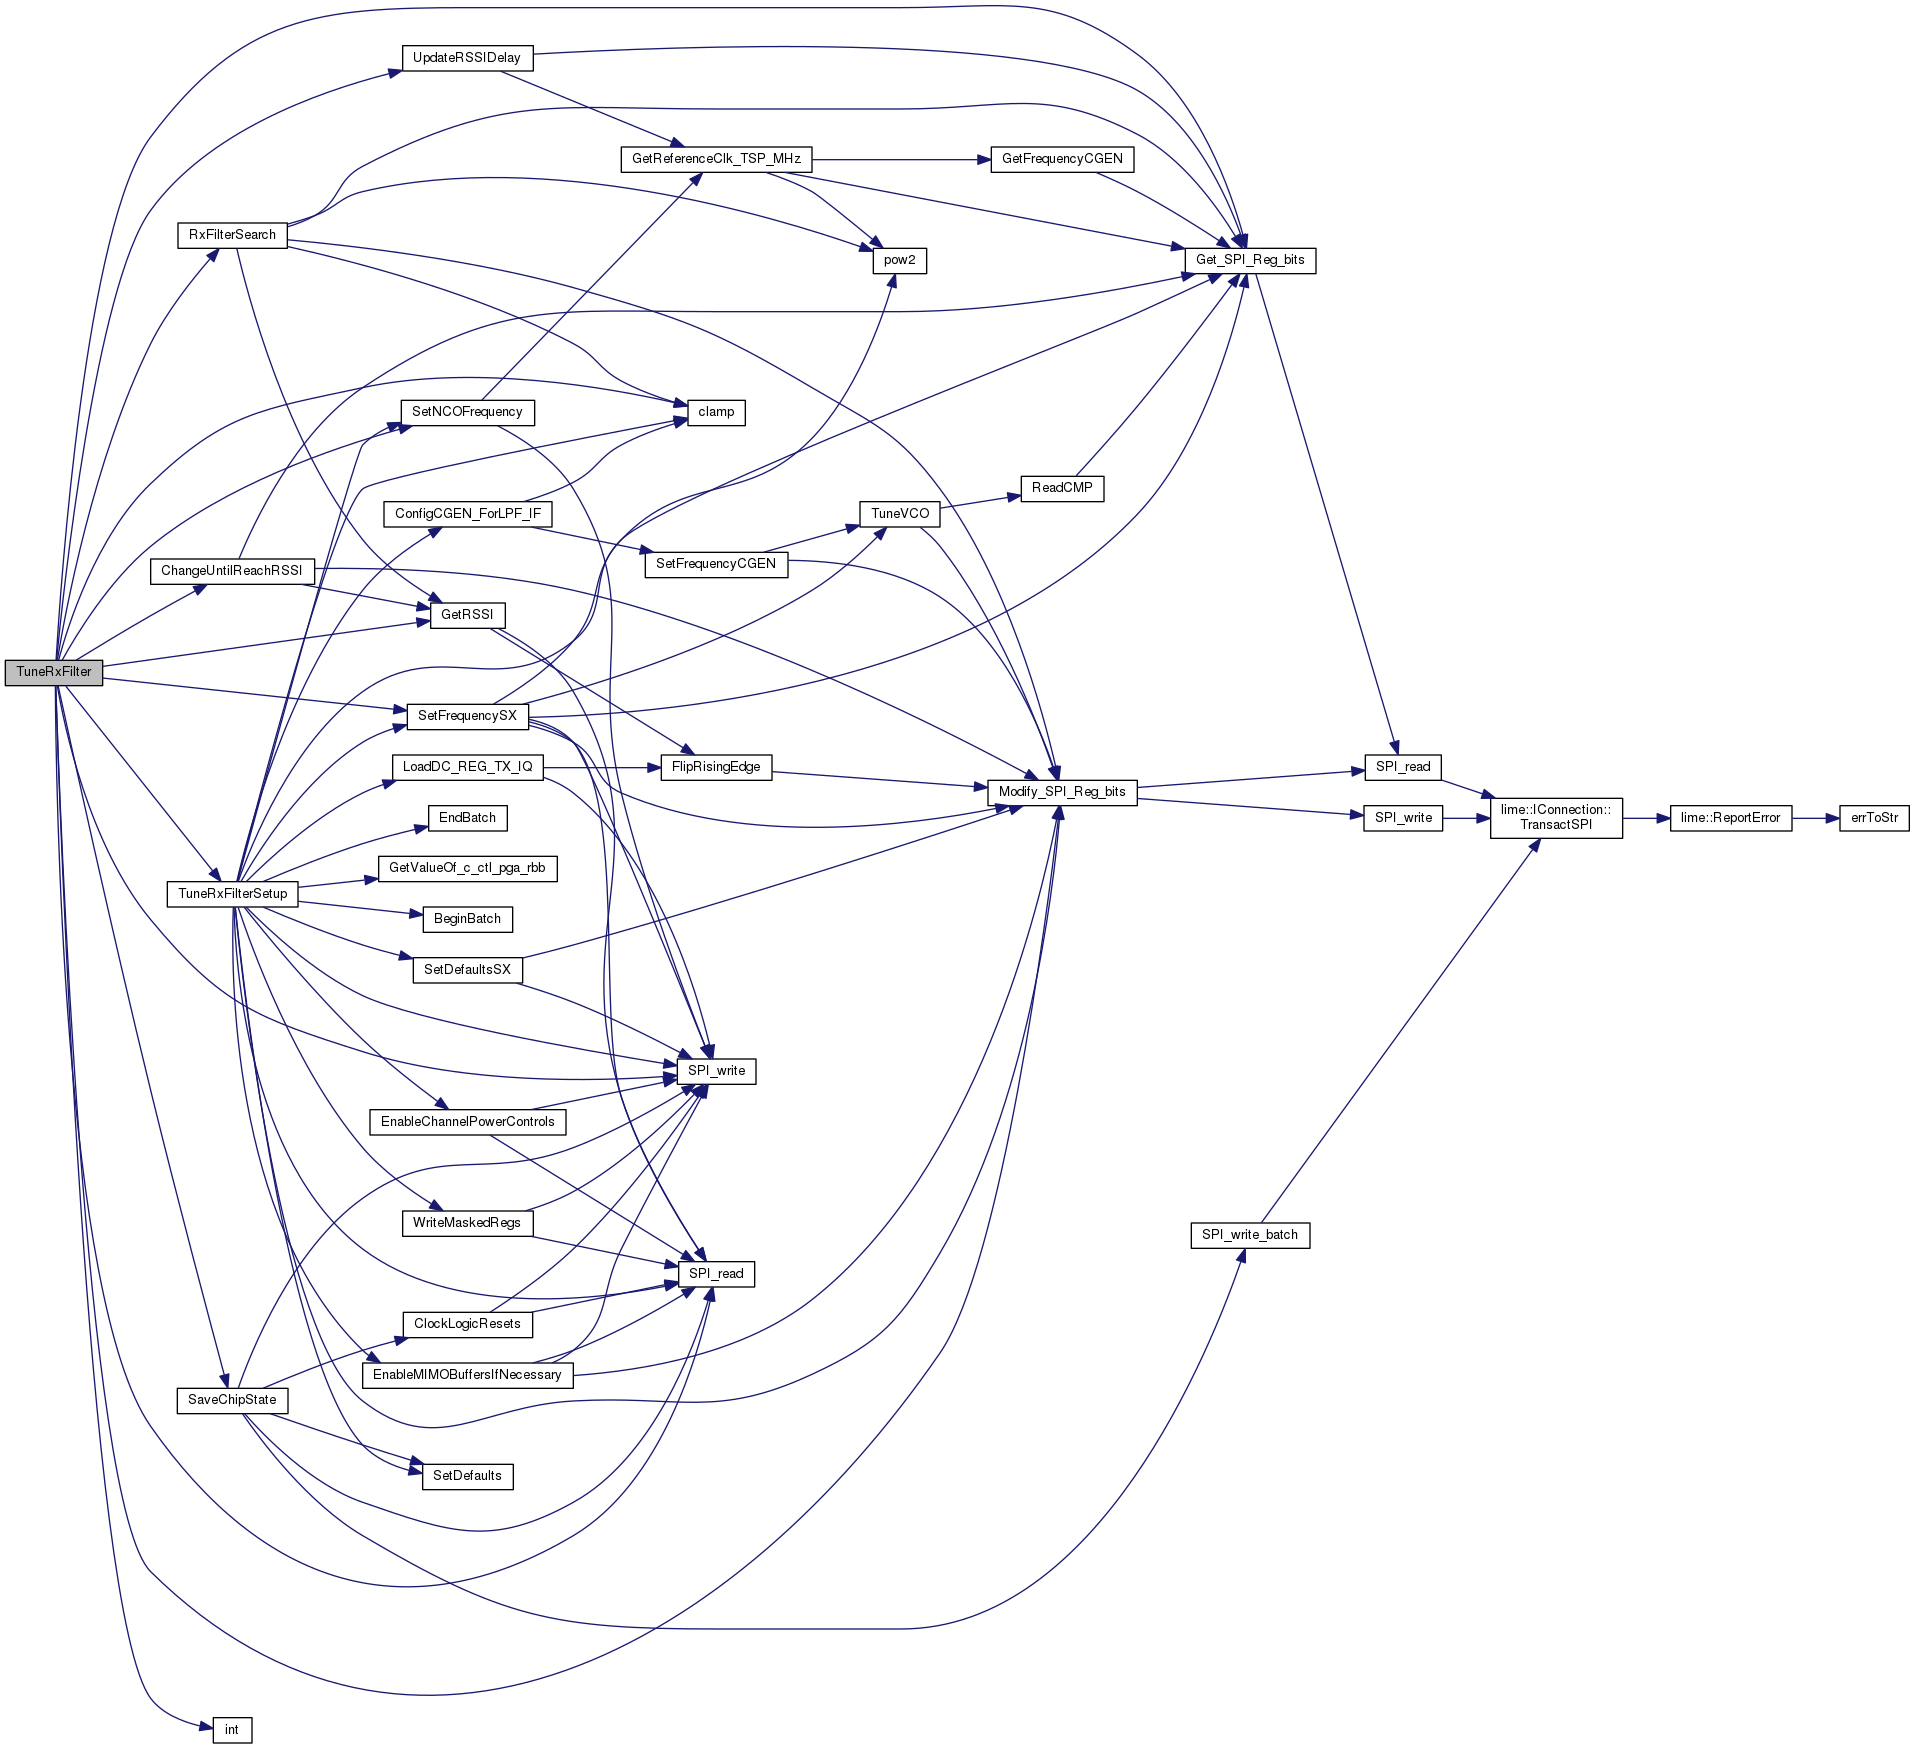 UpdateRSSIDelay
GetReferenceClk_TSP_MHz
GetFrequencyCGEN
RxFilterSearch
pow2
Get_SPI_Reg_bits
SetNCOFrequency
clamp
ConfigCGEN_ForLPF_IF
TuneVCO
ReadCMP
ChangeUntilReachRSSI
SetFrequencyCGEN
GetRSSI
TuneRxFilter
SetFrequencySX
LoadDC_REG_TX_IQ
FlipRisingEdge
Modify_SPI_Reg_bits
SPI_read
EndBatch
SPI_write
lime::IConnection::
TransactSPI
lime::ReportError
errToStr
GetValueOf_c_ctl_pga_rbb
TuneRxFilterSetup
BeginBatch
SetDefaultsSX
SPI_write
EnableChannelPowerControls
WriteMaskedRegs
SPI_write_batch
SPI_read
ClockLogicResets
EnableMIMOBuffersIfNecessary
SaveChipState
SetDefaults
int